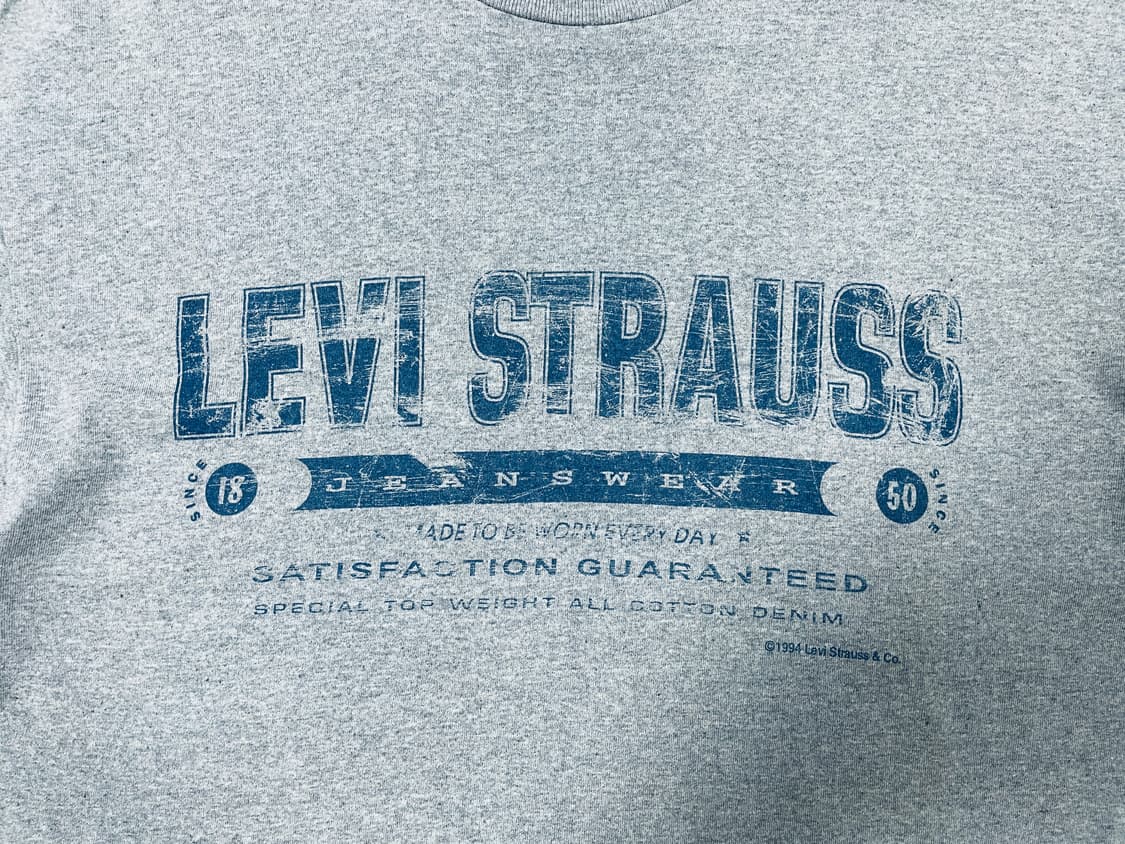 LEVI STRAUSS
SINCE 18 JEANSWEAR 50 SINCE
MADE TO BE WORN EVERY DAY
SATISFACTION GUARANTEED
SPECIAL TOP WEIGHT ALL COTTON DENIM
©1994 Levi Strauss & Co.